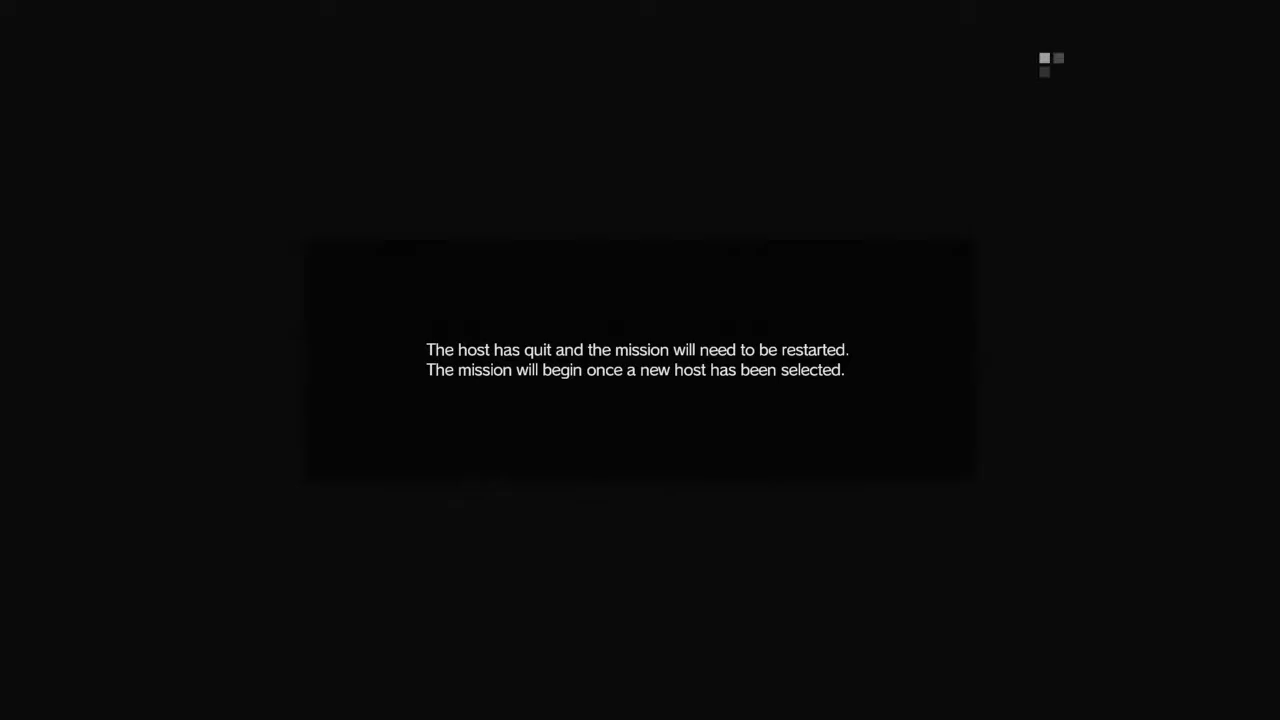 The host has quit and the mission will need to be restarted.
The mission will begin once a new host has been selected.